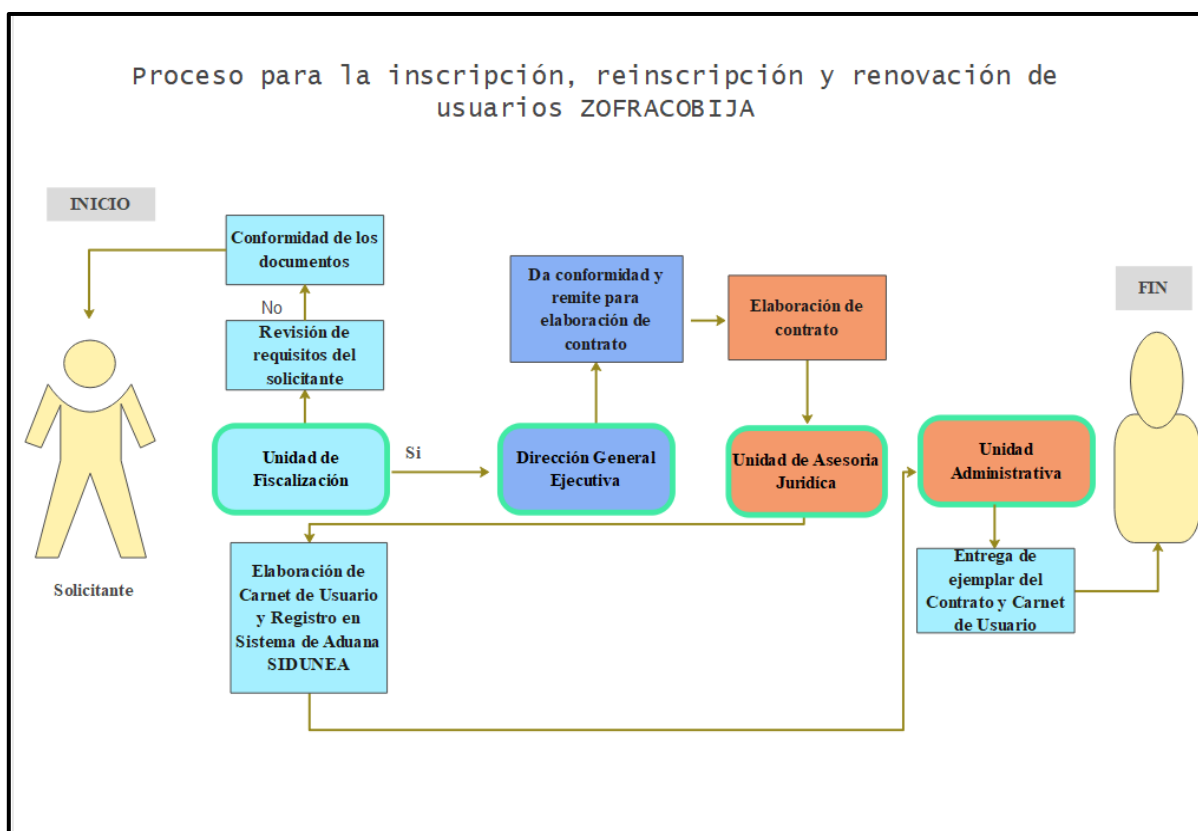 Proceso para la inscripción, reinscripción y renovación de
usuarios ZOFRACOBIJA
INICIO
Conformidad de los
documentos
No
Revisión de
requisitos del
solicitante
Unidad de
Fiscalización
Si
Solicitante
Elaboración de
Carnet de Usuario
y Registro en
Sistema de Aduana
SIDUNEA
Da conformidad y
remite para
elaboración de
contrato
Dirección General
Ejecutiva
Elaboración de
contrato
Unidad de Asesoria
Juridíca
Unidad
Administrativa
Entrega de
ejemplar del
Contrato y Carnet
de Usuario
FIN